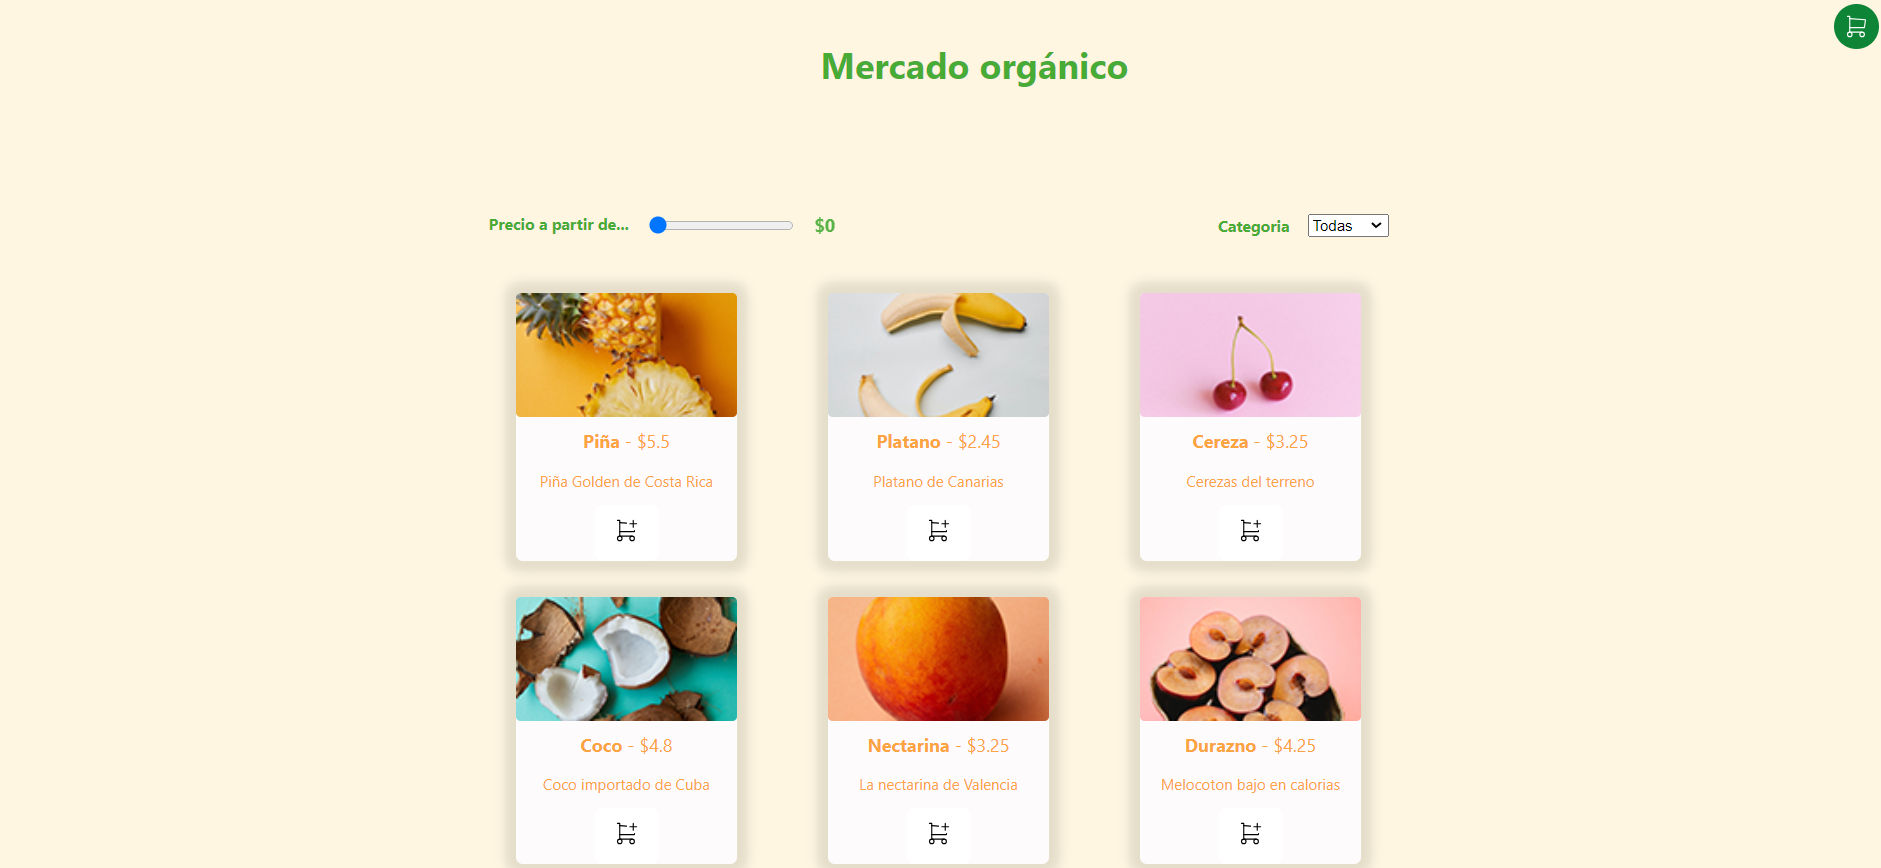 Mercado orgánico
Precio a partir de...
$0
Categoria
Todas
Piña - $5.5
Piña Golden de Costa Rica
Platano - $2.45
Platano de Canarias
Cereza - $3.25
Cerezas del terreno
Coco - $4.8
Coco importado de Cuba
Nectarina - $3.25
La nectarina de Valencia
Durazno - $4.25
Melocoton bajo en calorias